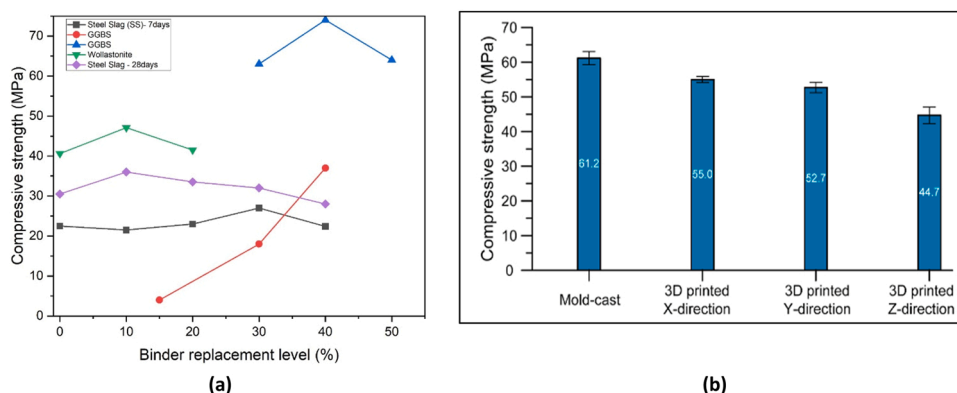 Steel Slag (SS)- 7days
GGBS
GGBS
Wollastonite
Steel Slag - 28days
Compressive strength (MPa)
70
60
50
40
30
20
10
0
0 10 20 30 40 50
Binder replacement level (%)
(a)
Compressive strength (MPa)
70
60
50
40
30
20
10
0
61.2
55.0
52.7
44.7
Mold-cast
3D printed
X-direction
3D printed
Y-direction
3D printed
Z-direction
(b)